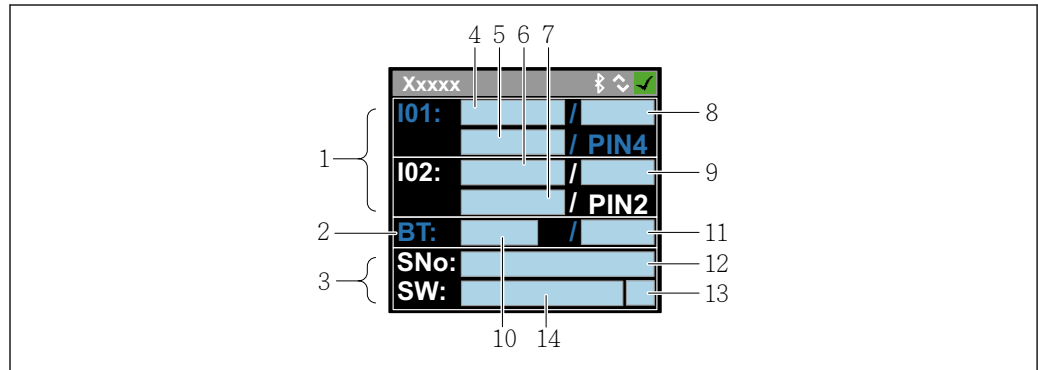 4 5 6 7
Xxxxx
I01: / 8
1 / PIN4
I02: / 9
/ PIN2
2 BT: / 11
3 SNo: 12
SW: 13
10 14